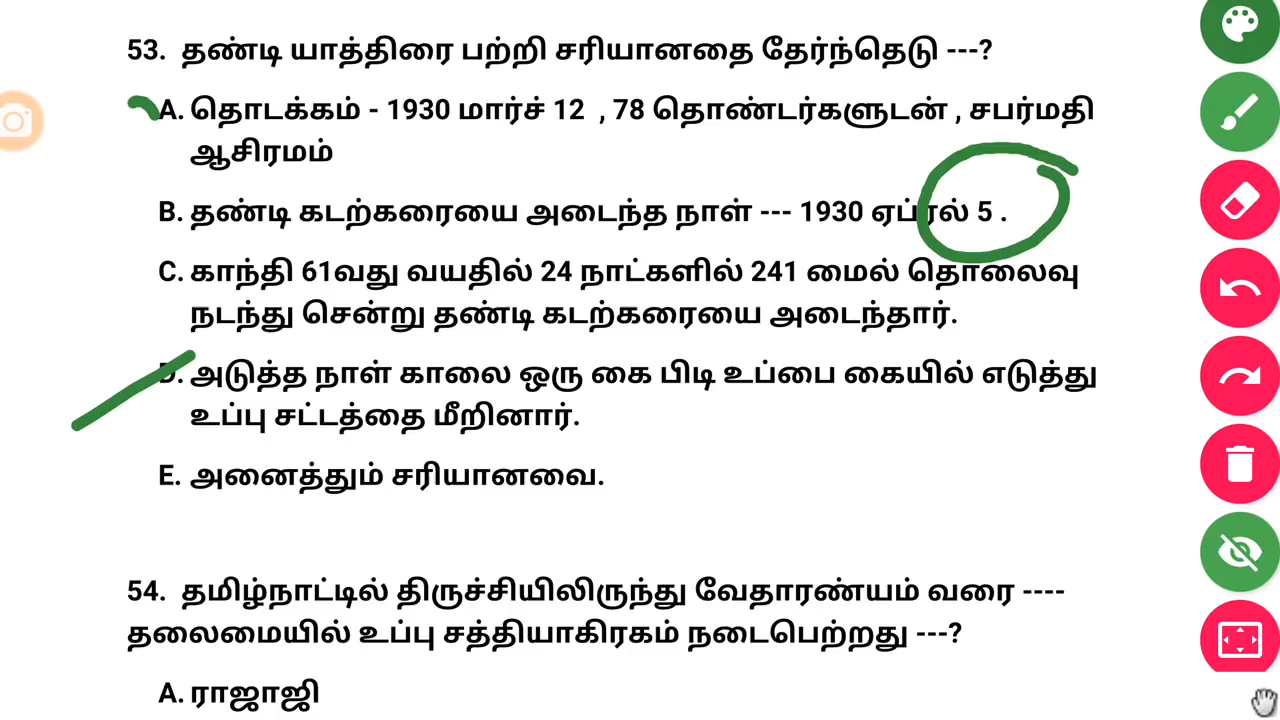 53. தண்டி யாத்திரை பற்றி சரியானதை தேர்ந்தெடு ---?
A. தொடக்கம் - 1930 மார்ச் 12 , 78 தொண்டர்களுடன் , சபர்மதி
ஆசிரமம்
B. தண்டி கடற்கரையை அடைந்த நாள் --- 1930 ஏப்ரல் 5 .
C. காந்தி 61வது வயதில் 24 நாட்களில் 241 மைல் தொலைவு
நடந்து சென்று தண்டி கடற்கரையை அடைந்தார்.
D. அடுத்த நாள் காலை ஒரு கை பிடி உப்பை கையில் எடுத்து
உப்பு சட்டத்தை மீறினார்.
E. அனைத்தும் சரியானவை.
54. தமிழ்நாட்டில் திருச்சியிலிருந்து வேதாரண்யம் வரை ----
தலைமையில் உப்பு சத்தியாகிரகம் நடைபெற்றது ---?
A. ராஜாஜி